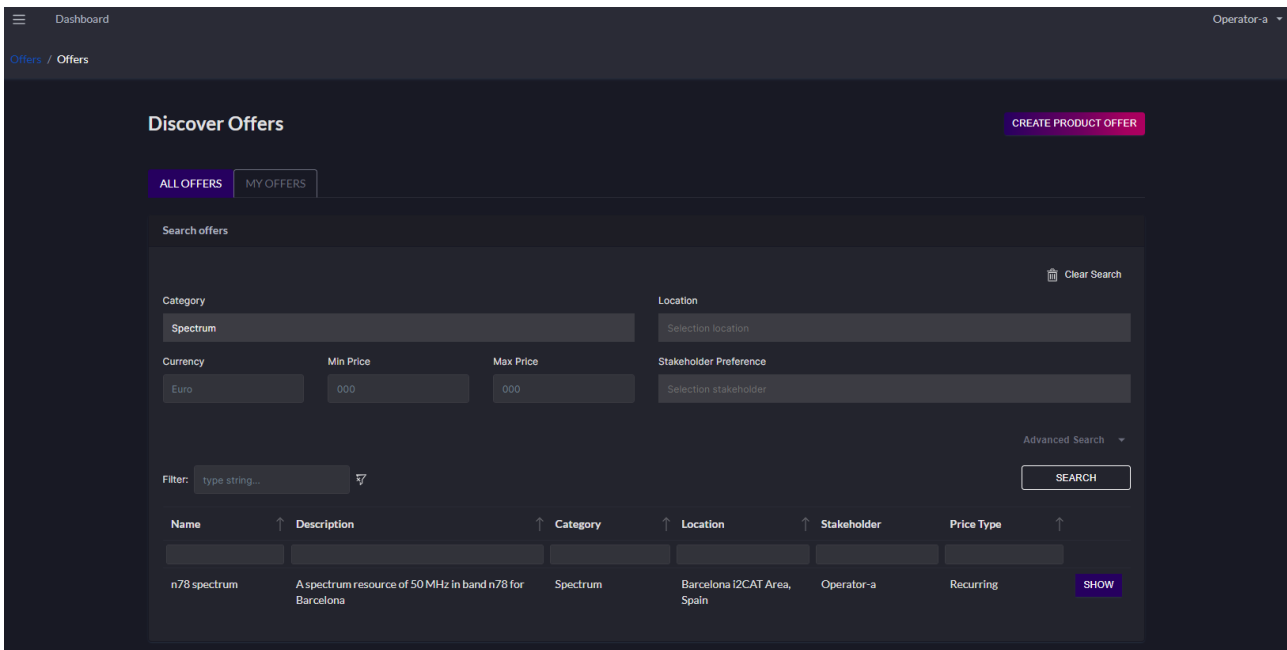 Dashboard
Operator-a
Offers / Offers
Discover Offers
CREATE PRODUCT OFFER
ALL OFFERS
MY OFFERS
Search offers
Clear Search
Category
Location
Spectrum
Selection location
Currency
Min Price
Max Price
Stakeholder Preference
Euro
000
000
Selection stakeholder
Advanced Search
Filter:
type string...
SEARCH
Name
Description
Category
Location
Stakeholder
Price Type
n78 spectrum
A spectrum resource of 50 MHz in band n78 for
Barcelona
Spectrum
Barcelona i2CAT Area,
Spain
Operator-a
Recurring
SHOW